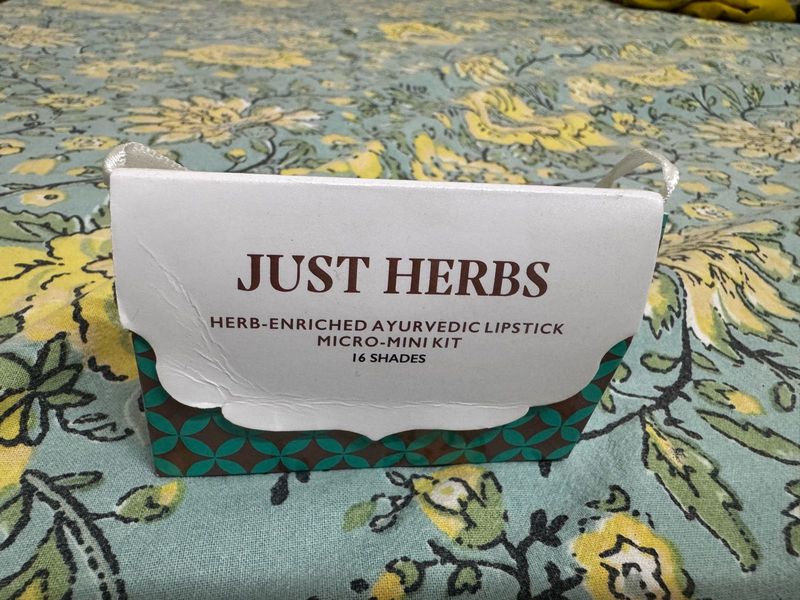 JUST HERBS
HERB-ENRICHED AYURVEDIC LIPSTICK
MICRO-MINI KIT
16 SHADES